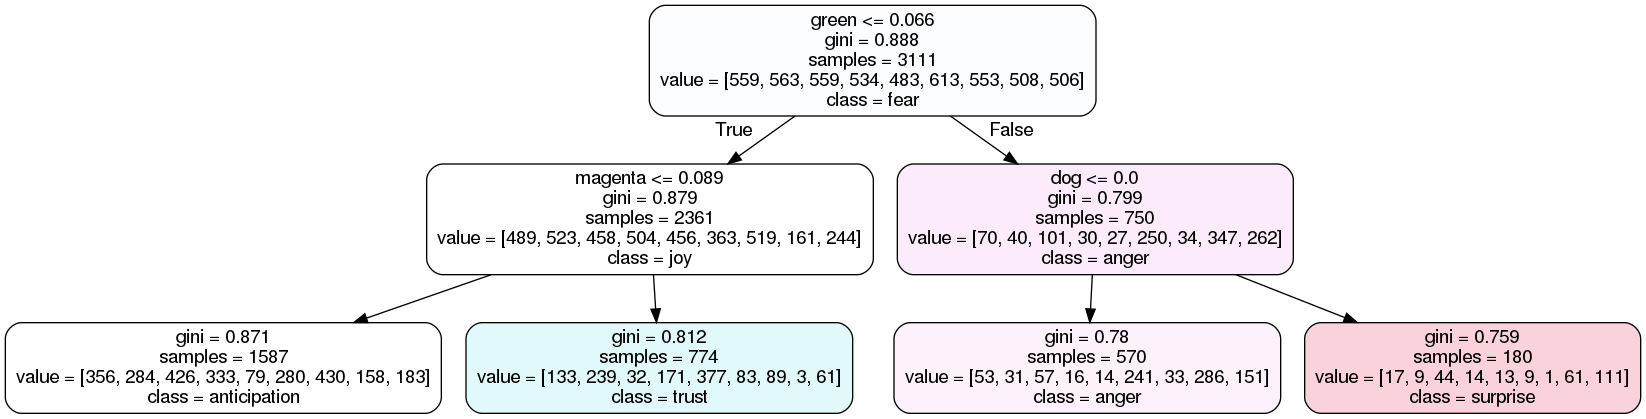 green <= 0.066
gini = 0.888
samples = 3111
value = [559, 563, 559, 534, 483, 613, 553, 508, 506]
class = fear
True
False
magenta <= 0.089
gini = 0.879
samples = 2361
value = [489, 523, 458, 504, 456, 363, 519, 161, 244]
class = joy
dog <= 0.0
gini = 0.799
samples = 750
value = [70, 40, 101, 30, 27, 250, 34, 347, 262]
class = anger
gini = 0.871
samples = 1587
value = [356, 284, 426, 333, 79, 280, 430, 158, 183]
class = anticipation
gini = 0.812
samples = 774
value = [133, 239, 32, 171, 377, 83, 89, 3, 61]
class = trust
gini = 0.78
samples = 570
value = [53, 31, 57, 16, 14, 241, 33, 286, 151]
class = anger
gini = 0.759
samples = 180
value = [17, 9, 44, 14, 13, 9, 1, 61, 111]
class = surprise